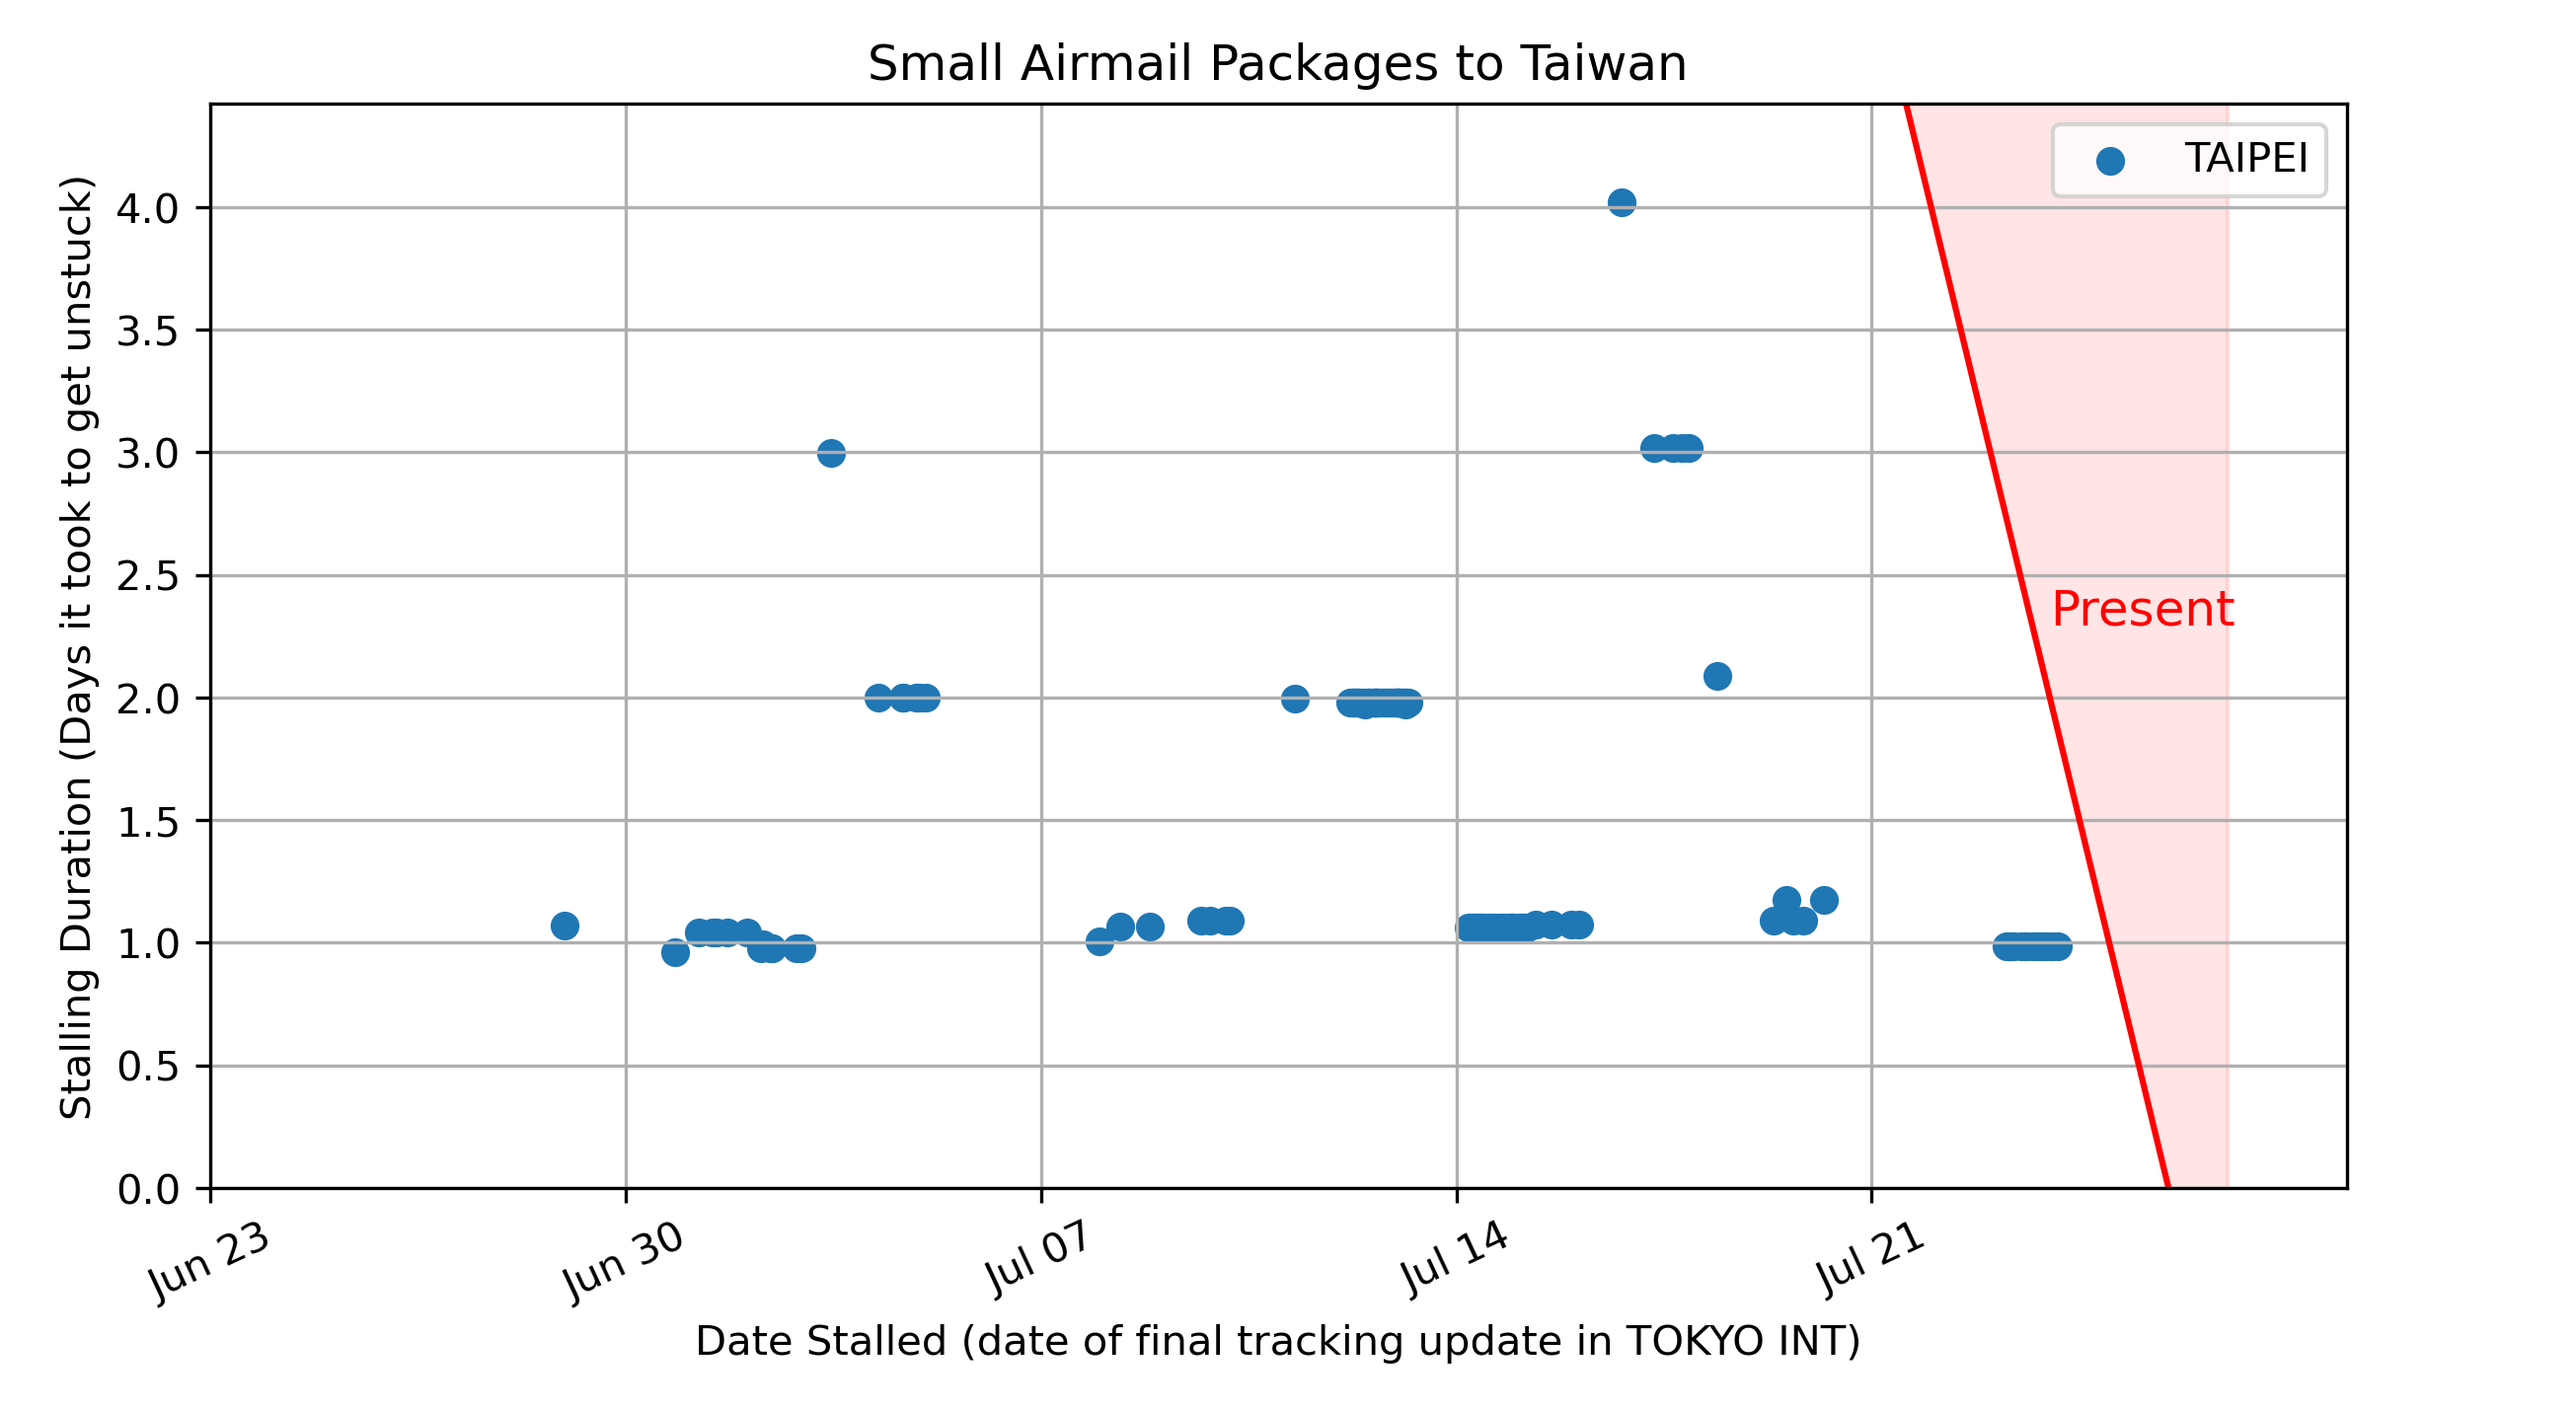 Small Airmail Packages to Taiwan
TAIPEI
Present
Stalling Duration (Days it took to get unstuck)
4.0
3.5
3.0
2.5
2.0
1.5
1.0
0.5
0.0
Jun 23
Jun 30
Jul 07
Jul 14
Jul 21
Date Stalled (date of final tracking update in TOKYO INT)